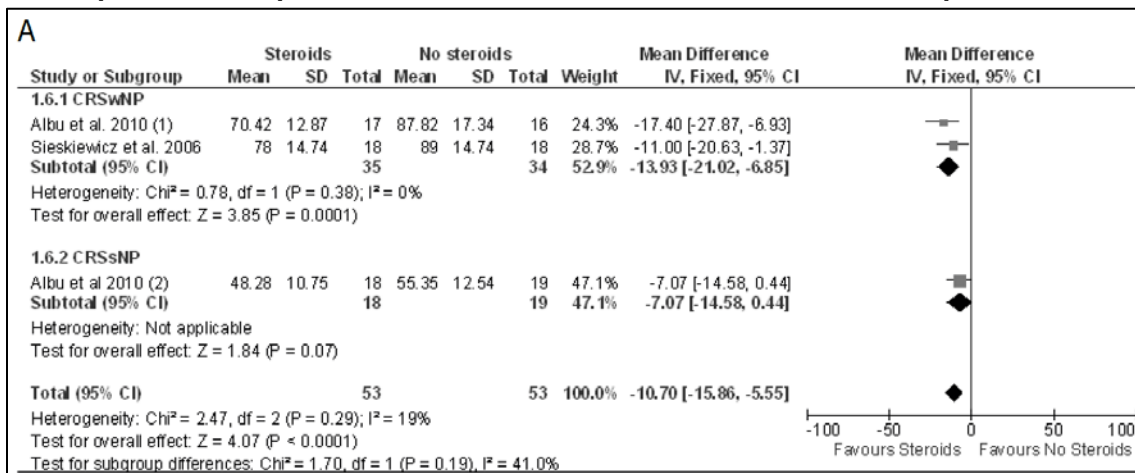 A
Steroids No steroids Mean Difference Mean Difference
Study or Subgroup Mean SD Total Mean SD Total Weight IV, Fixed, 95% CI IV, Fixed, 95% CI
1.6.1 CRSwNP
Albu et al. 2010 (1) 70.42 12.87 17 87.82 17.34 16 24.3% -17.40 [-27.87, -6.93]
Sieskiewicz et al. 2006 78 14.74 18 89 14.74 18 28.7% -11.00 [-20.63, -1.37]
Subtotal (95% CI) 35 34 52.9% -13.93 [-21.02, -6.85]
Heterogeneity: Chi² = 0.78, df = 1 (P = 0.38); I² = 0%
Test for overall effect: Z = 3.85 (P = 0.0001)
1.6.2 CRSsNP
Albu et al 2010 (2) 48.28 10.75 18 55.35 12.54 19 47.1% -7.07 [-14.58, 0.44]
Subtotal (95% CI) 18 19 47.1% -7.07 [-14.58, 0.44]
Heterogeneity: Not applicable
Test for overall effect: Z = 1.84 (P = 0.07)
Total (95% CI) 53 53 100.0% -10.70 [-15.86, -5.55]
Heterogeneity: Chi² = 2.47, df = 2 (P = 0.29); I² = 19%
Test for overall effect: Z = 4.07 (P < 0.0001)
Test for subgroup differences: Chi² = 1.70, df = 1 (P = 0.19), I² = 41.0%
-100 -50 0 50 100
Favours Steroids Favours No Steroids